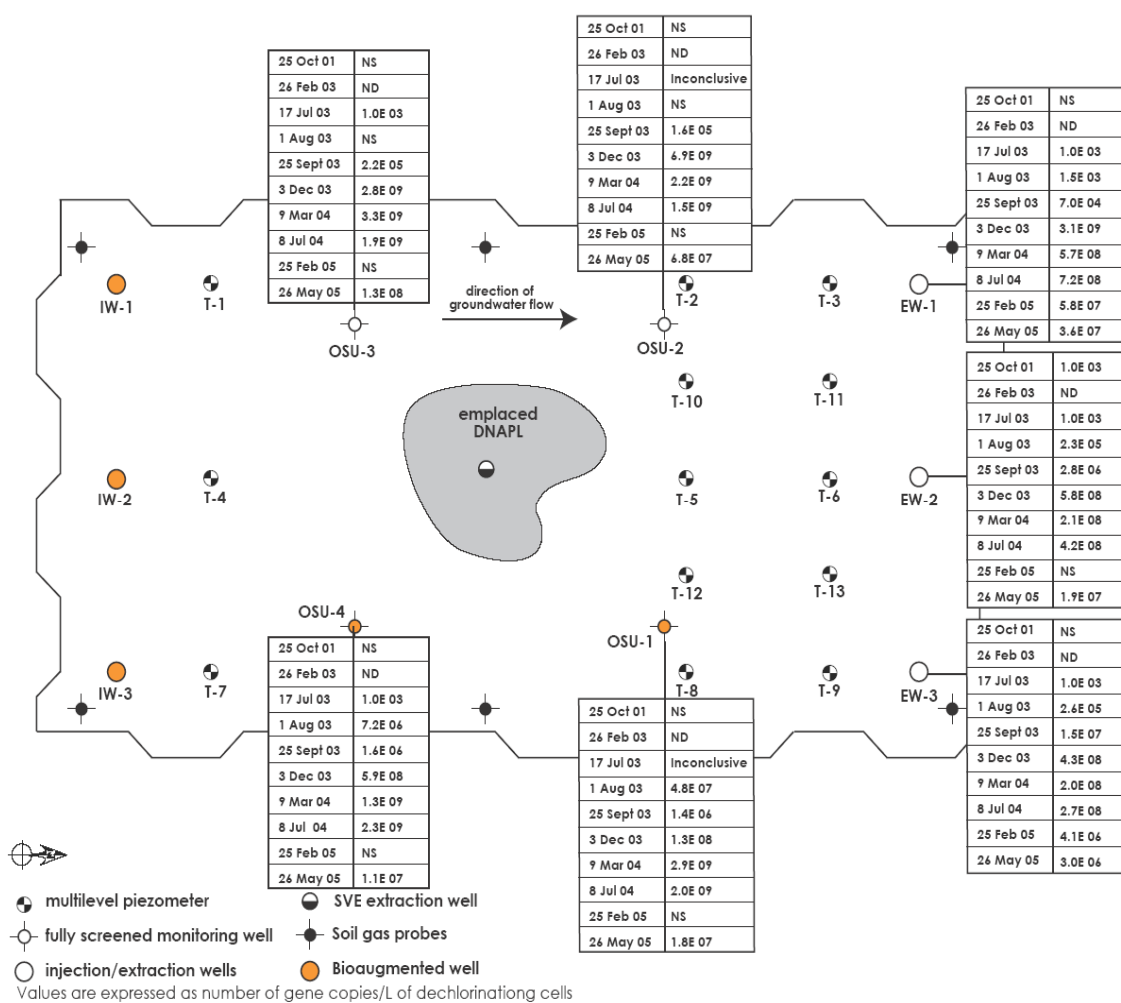 25 Oct 01 NS
26 Feb 03 ND
17 Jul 03 Inconclusive
1 Aug 03 NS
25 Sept 03 1.6E 05
3 Dec 03 6.9E 09
9 Mar 04 2.2E 09
8 Jul 04 1.5E 09
25 Feb 05 NS
26 May 05 6.8E 07
25 Oct 01 NS
26 Feb 03 ND
17 Jul 03 1.0E 03
1 Aug 03 NS
25 Sept 03 2.2E 05
3 Dec 03 2.8E 09
9 Mar 04 3.3E 09
8 Jul 04 1.9E 09
25 Feb 05 NS
26 May 05 1.3E 08
25 Oct 01 NS
26 Feb 03 ND
17 Jul 03 1.0E 03
1 Aug 03 1.5E 03
25 Sept 03 7.0E 04
3 Dec 03 3.1E 09
9 Mar 04 5.7E 08
8 Jul 04 7.2E 08
25 Feb 05 5.8E 07
26 May 05 3.6E 07
IW-1
T-1
direction of
groundwater flow
T-2
T-3
EW-1
OSU-3
OSU-2
25 Oct 01 1.0E 03
26 Feb 03 ND
17 Jul 03 1.0E 03
1 Aug 03 2.3E 05
25 Sept 03 2.8E 06
3 Dec 03 5.8E 08
9 Mar 04 2.1E 08
8 Jul 04 4.2E 08
25 Feb 05 NS
26 May 05 1.9E 07
T-10
T-11
emplaced
DNAPL
IW-2
T-4
T-5
T-6
EW-2
T-12
T-13
OSU-4
OSU-1
25 Oct 01 NS
26 Feb 03 ND
17 Jul 03 1.0E 03
1 Aug 03 2.6E 05
25 Sept 03 1.5E 07
3 Dec 03 4.3E 08
9 Mar 04 2.0E 08
8 Jul 04 2.7E 08
25 Feb 05 4.1E 06
26 May 05 3.0E 06
25 Oct 01 NS
26 Feb 03 ND
17 Jul 03 1.0E 03
1 Aug 03 7.2E 06
25 Sept 03 1.6E 06
3 Dec 03 5.9E 08
9 Mar 04 1.3E 09
8 Jul 04 2.3E 09
25 Feb 05 NS
26 May 05 1.1E 07
IW-3
T-7
T-8
T-9
EW-3
25 Oct 01 NS
26 Feb 03 ND
17 Jul 03 Inconclusive
1 Aug 03 4.8E 07
25 Sept 03 1.4E 06
3 Dec 03 1.3E 08
9 Mar 04 2.9E 09
8 Jul 04 2.0E 09
25 Feb 05 NS
26 May 05 1.8E 07
multilevel piezometer
SVE extraction well
fully screened monitoring well
Soil gas probes
injection/extraction wells
Bioaugmented well
Values are expressed as number of gene copies/L of dechlorinationg cells